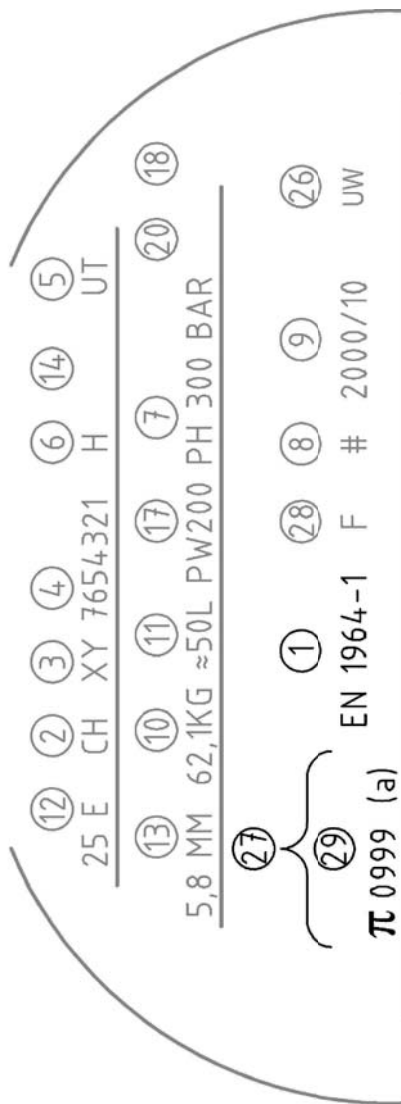 12 2 3 4 6 14 5
25 E CH XY 7654321 H UT
13 10 11 17 7 20 18
5,8 MM 62,1KG ≈50L PW200 PH 300 BAR
27
29 1 28 8 9 26
π 0999 (a) EN 1964-1 F # 2000/10 UW